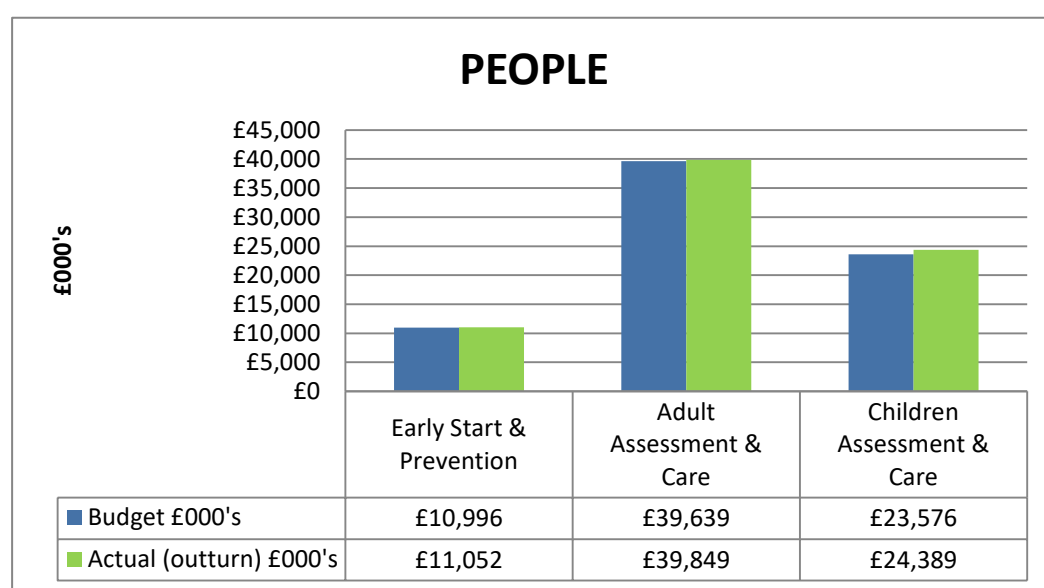 PEOPLE
£000's
£45,000
£40,000
£35,000
£30,000
£25,000
£20,000
£15,000
£10,000
£5,000
£0
Early Start &
Prevention
Adult
Assessment &
Care
Children
Assessment &
Care
Budget £000's £10,996 £39,639 £23,576
Actual (outturn) £000's £11,052 £39,849 £24,389